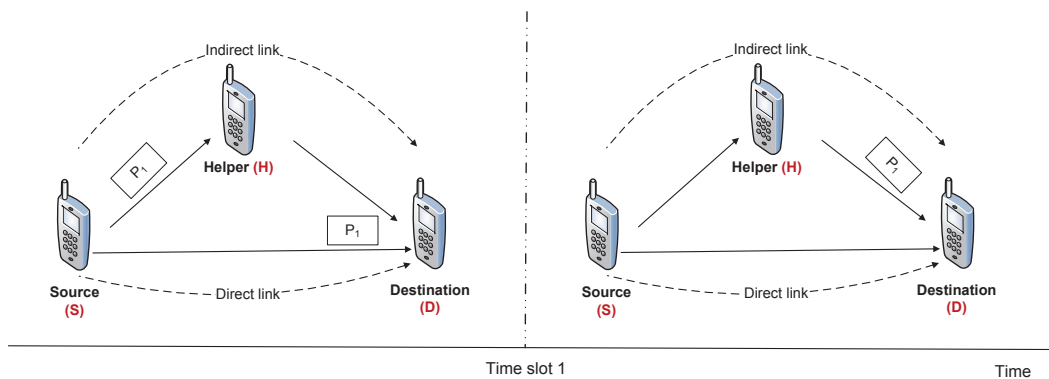 Indirect link
Helper (H)
P1
P1
Source
(S)
Direct link
Destination
(D)
Indirect link
Helper (H)
P1
Source
(S)
Direct link
Destination
(D)
Time slot 1
Time